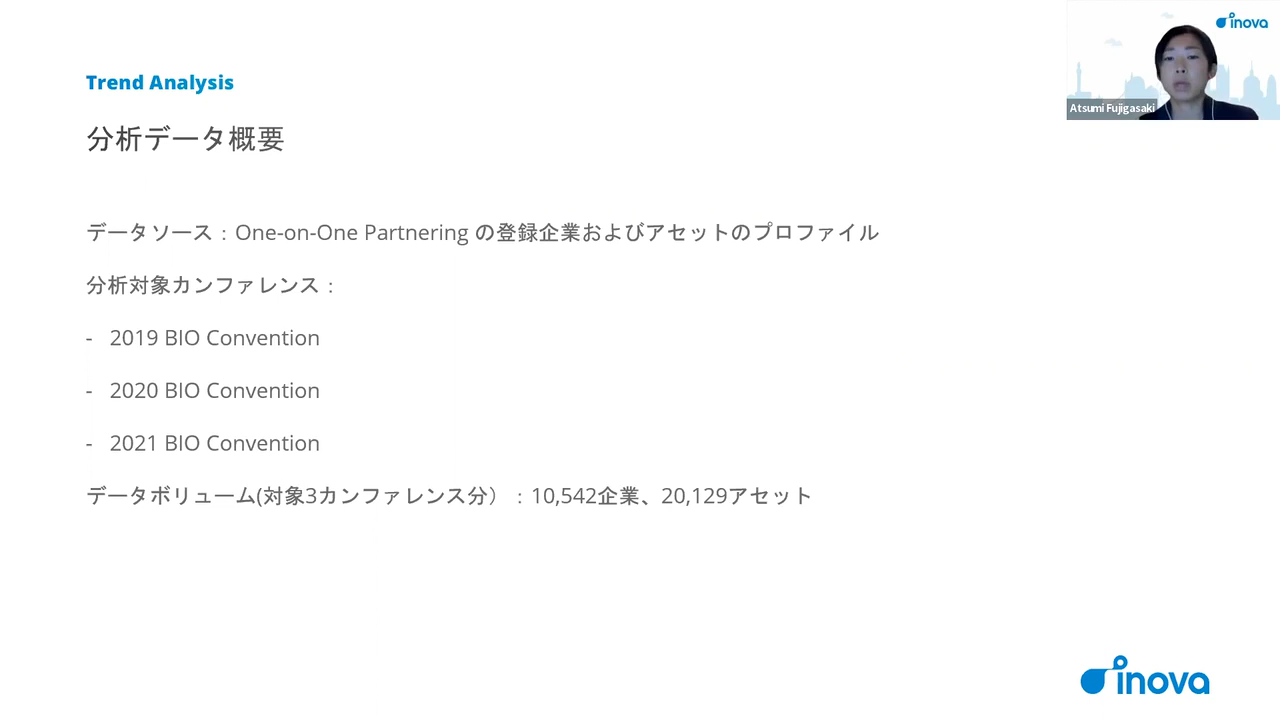 Trend Analysis
分析データ概要
データソース：One-on-One Partnering の登録企業およびアセットのプロファイル
分析対象カンファレンス：
- 2019 BIO Convention
- 2020 BIO Convention
- 2021 BIO Convention
データボリューム(対象3カンファレンス分）：10,542企業、20,129アセット
inova
Atsumi Fujigasaki
inova